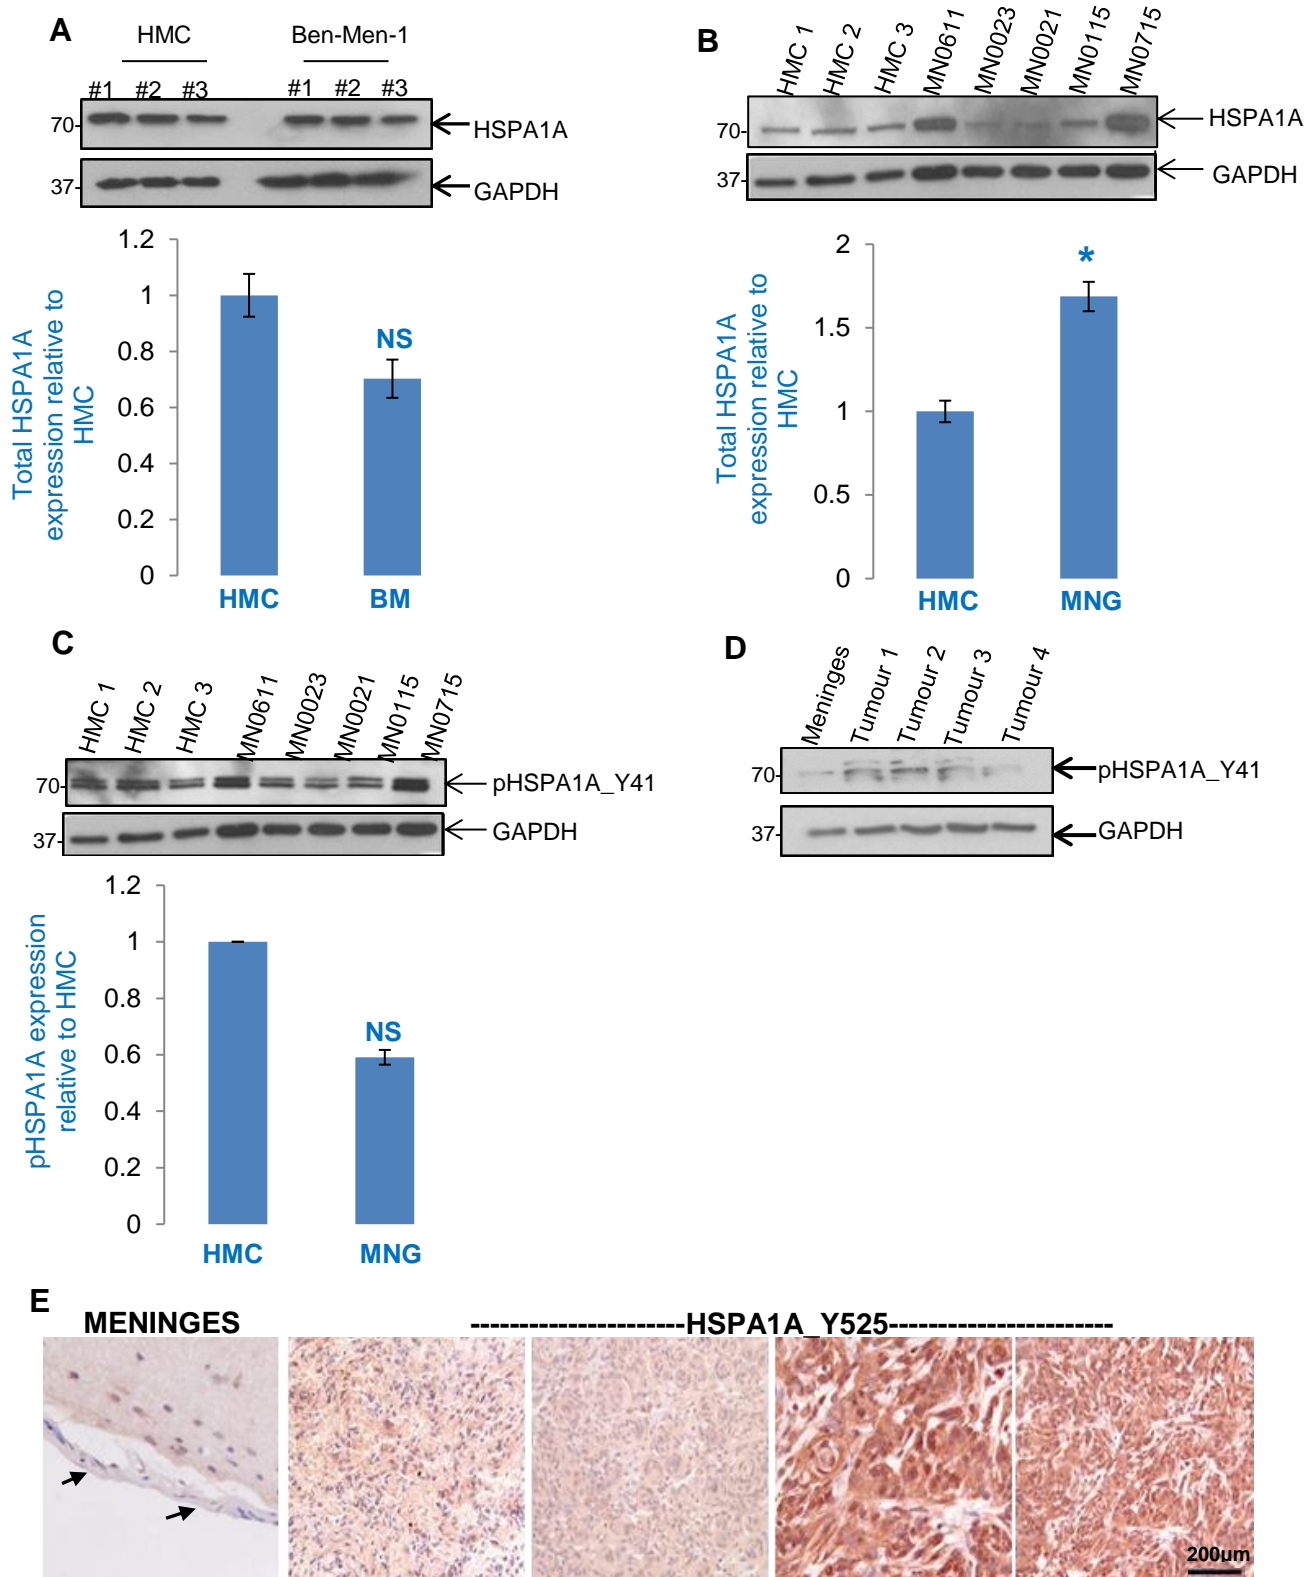 A
HMC Ben-Men-1
#1 #2 #3 #1 #2 #3
70
HSPA1A
37
GAPDH
Total HSPA1A
expression relative to
HMC
1.2
1
0.8
0.6
0.4
0.2
0
NS
HMC BM
B
HMC 1 HMC 2 HMC 3 MN0611 MN0023 MN0021 MN0115 MN0715
70
HSPA1A
37
GAPDH
Total HSPA1A
expression relative to
HMC
2
1.5
1
0.5
0
*
HMC MNG
C
HMC 1 HMC 2 HMC 3 MN0611 MN0023 MN0021 MN0115 MN0715
70
pHSPA1A_Y41
37
GAPDH
pHSPA1A expression
relative to HMC
1.2
1
0.8
0.6
0.4
0.2
0
NS
HMC MNG
D
Meninges Tumour 1 Tumour 2 Tumour 3 Tumour 4
70
pHSPA1A_Y41
37
GAPDH
E
MENINGES ----------------------HSPA1A_Y525-----------------------
200um